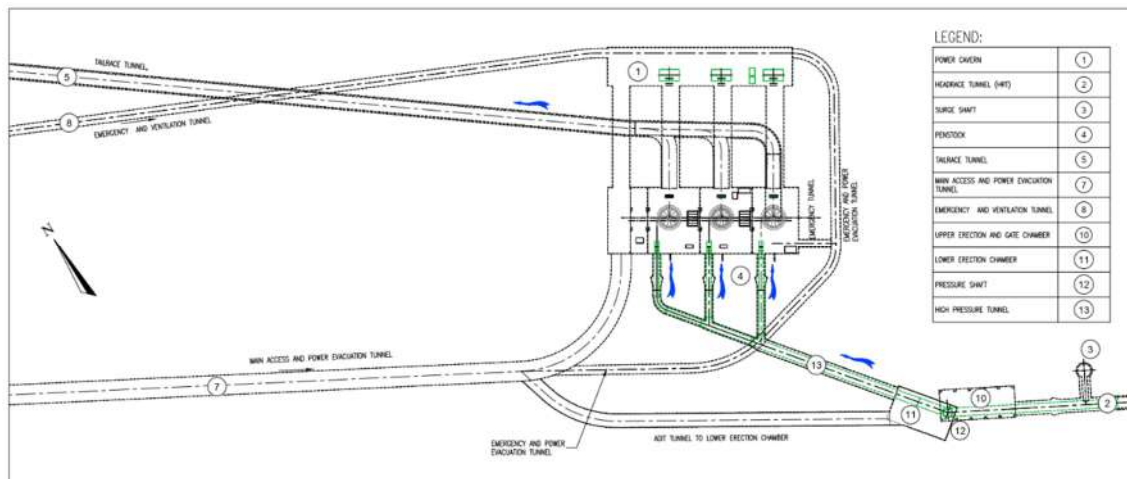 TAILRACE TUNNEL
5
8
EMERGENCY AND VENTILATION TUNNEL
1
EMERGENCY TUNNEL
EMERGENCY AND POWER
EVACUATION TUNNEL
4
N
MAIN ACCESS AND POWER EVACUATION TUNNEL
7
EMERGENCY AND POWER
EVACUATION TUNNEL
ADIT TUNNEL TO LOWER ERECTION CHAMBER
13
11
12
10
3
2
LEGEND:
POWER CAVERN 1
HEADRACE TUNNEL (HRT) 2
SURGE SHAFT 3
PENSTOCK 4
TAILRACE TUNNEL 5
MAIN ACCESS AND POWER EVACUATION
TUNNEL 7
EMERGENCY AND VENTILATION TUNNEL 8
UPPER ERECTION AND GATE CHAMBER 10
LOWER ERECTION CHAMBER 11
PRESSURE SHAFT 12
HIGH PRESSURE TUNNEL 13